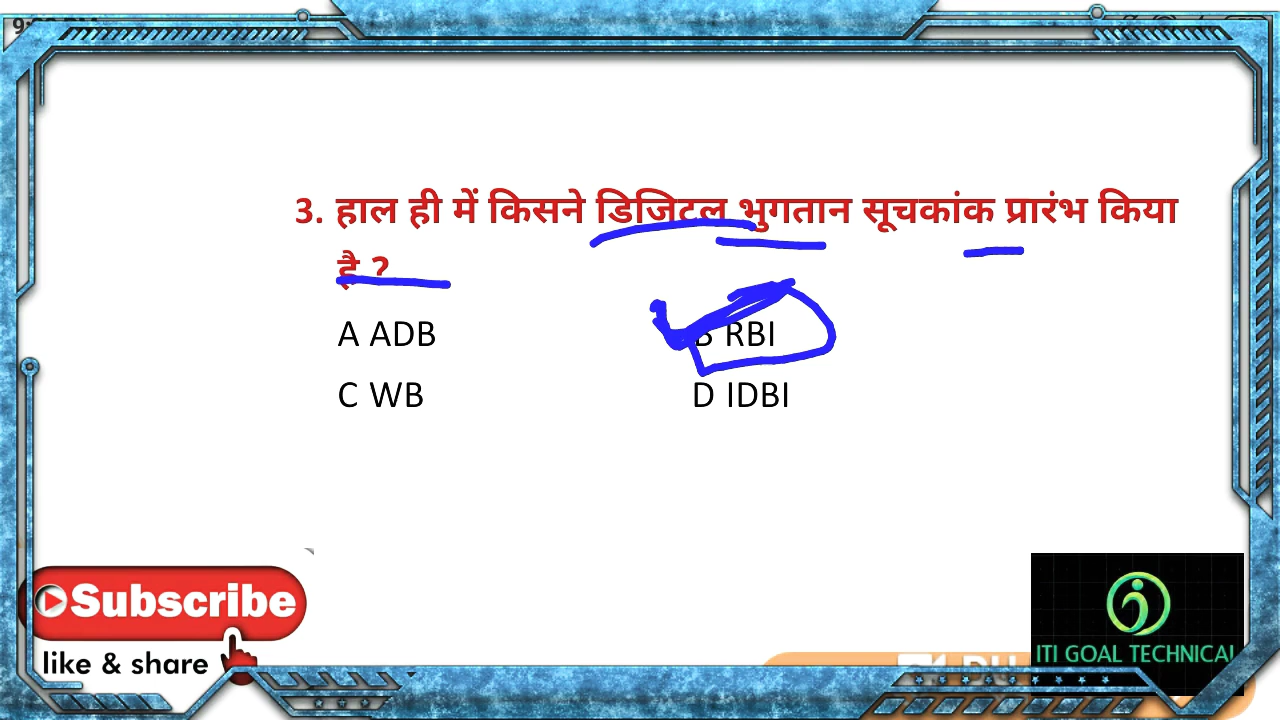 3. हाल ही में किसने डिजिटल भुगतान सूचकांक प्रारंभ किया
है ?
A ADB
B RBI
C WB
D IDBI
Subscribe
like & share
ITI GOAL TECHNICAL